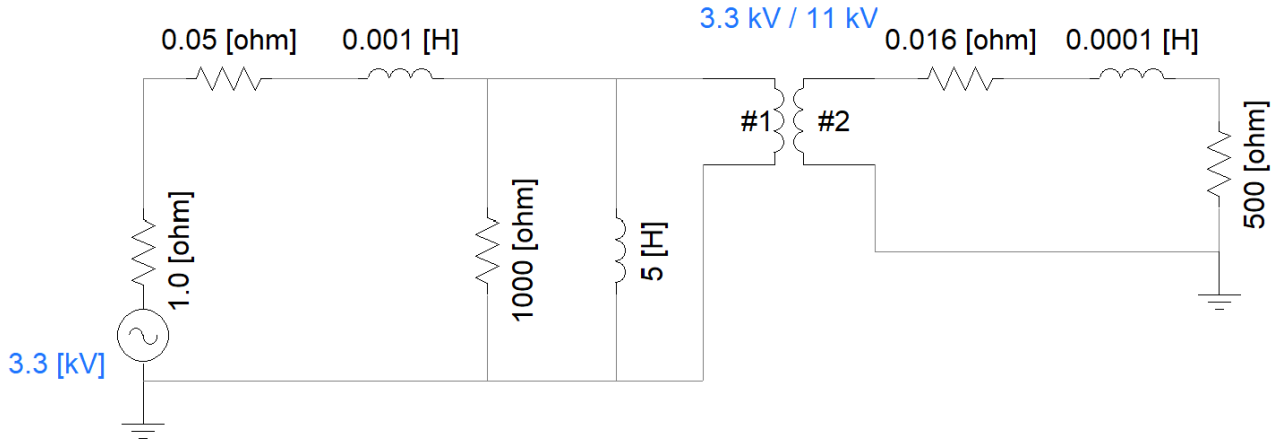 3.3 kV / 11 kV
0.05 [ohm]
0.001 [H]
0.016 [ohm]
0.0001 [H]
#1
#2
1.0 [ohm]
1000 [ohm]
5 [H]
500 [ohm]
3.3 [kV]